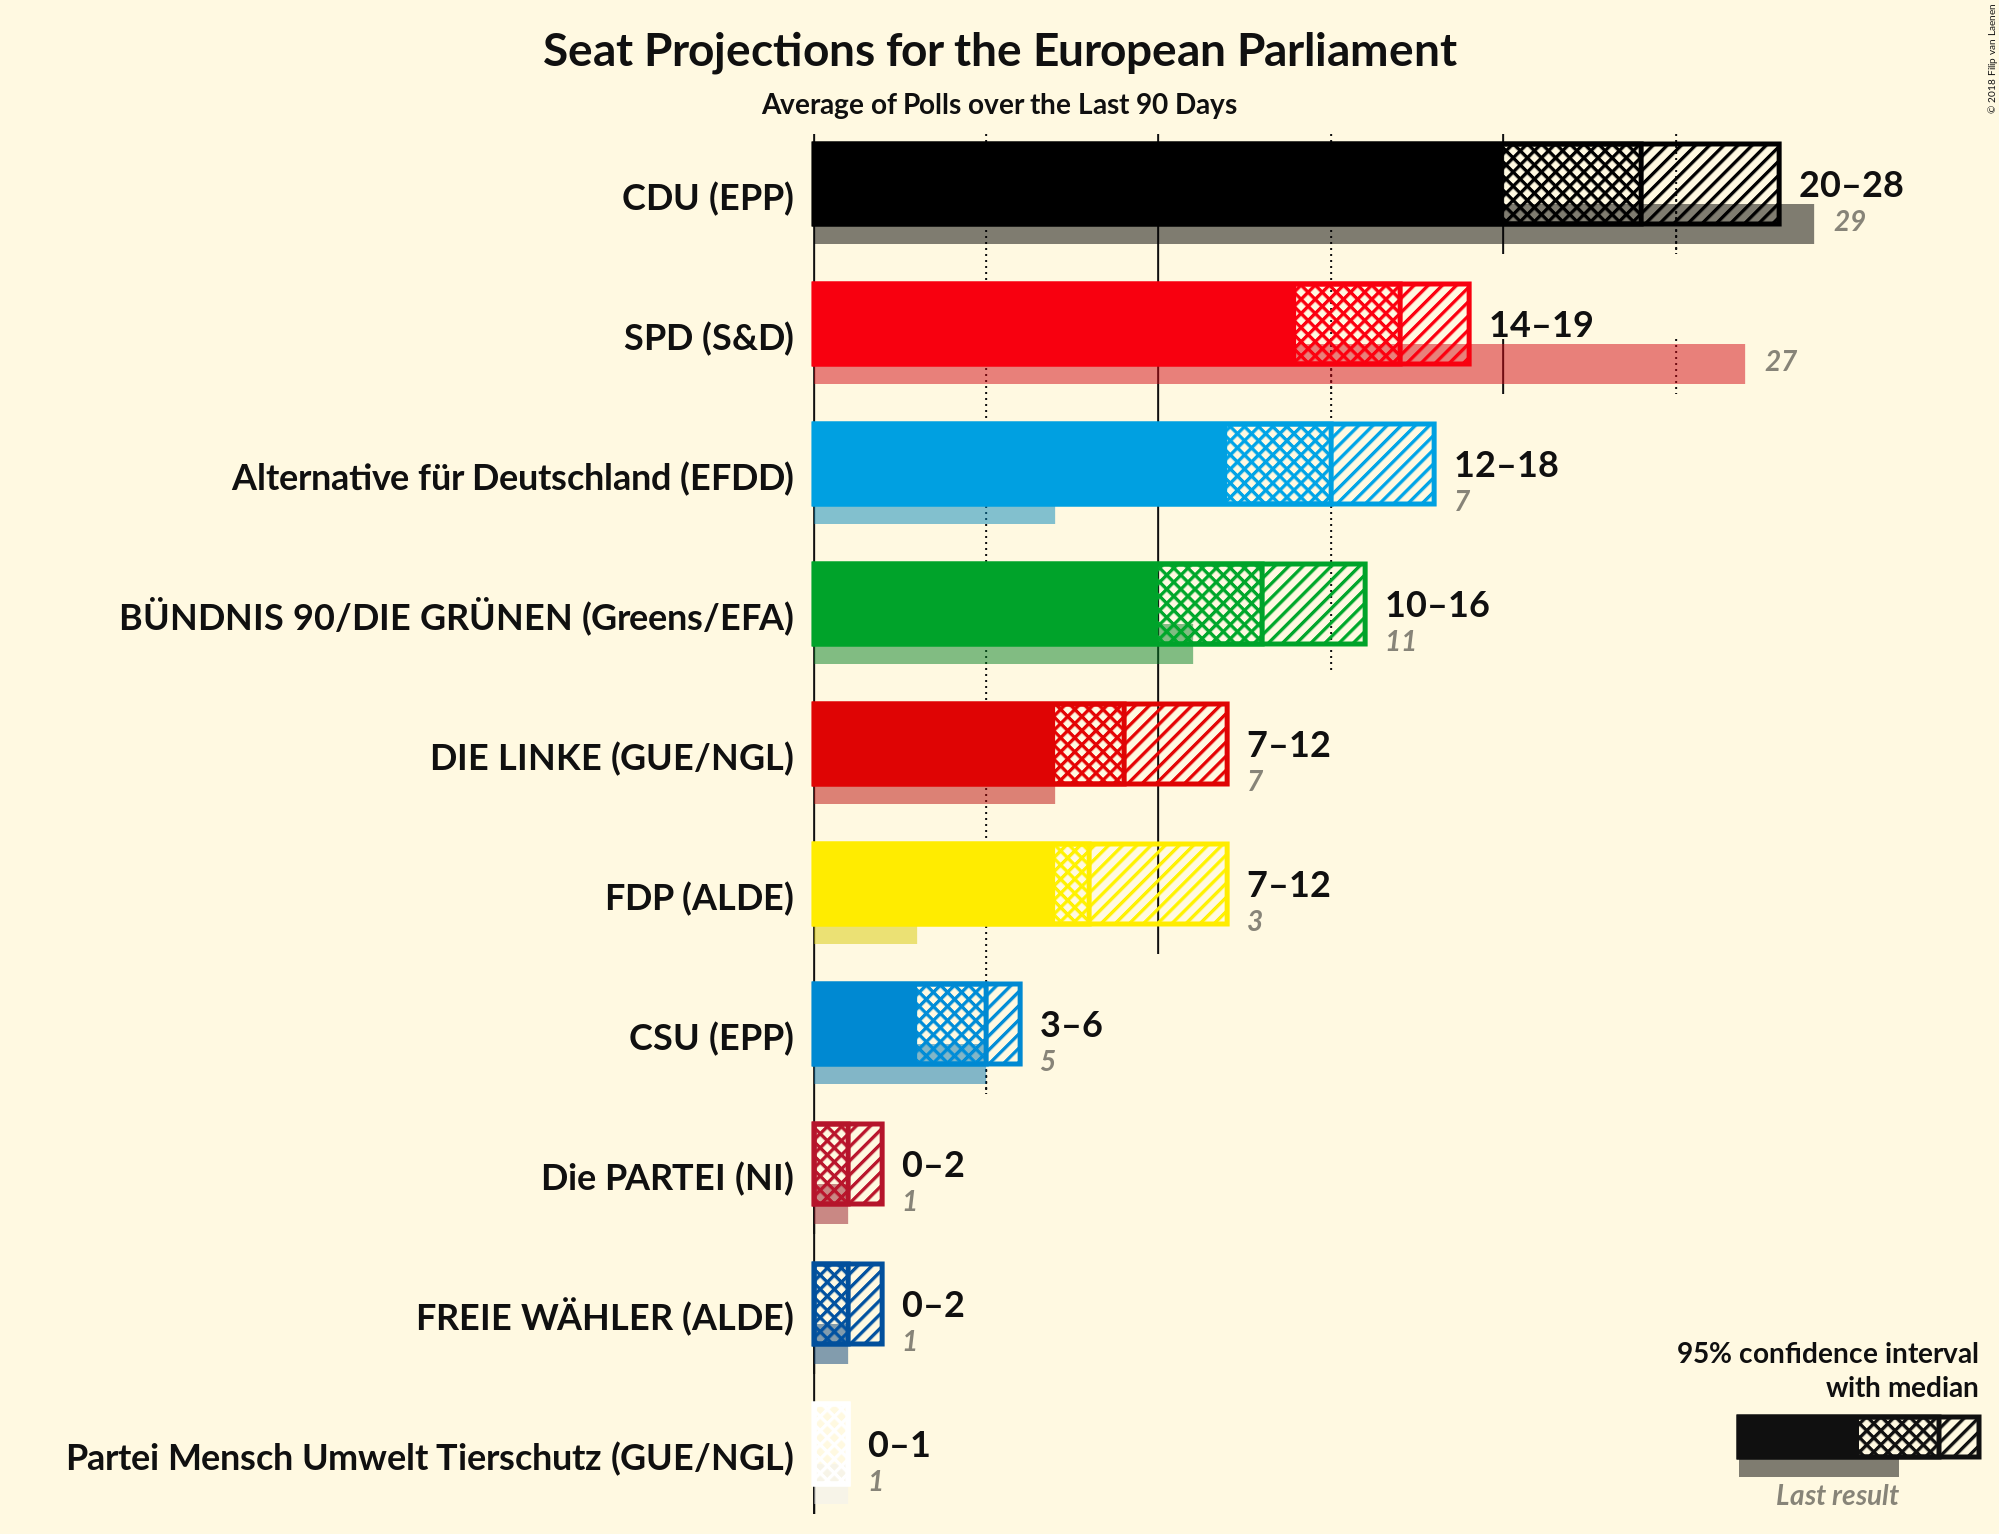 Seat Projections for the European Parliament
Average of Polls over the Last 90 Days
© 2018 Filip van Laenen
CDU (EPP)
20–28
29
SPD (S&D)
14–19
27
Alternative für Deutschland (EFDD)
12–18
7
BÜNDNIS 90/DIE GRÜNEN (Greens/EFA)
10–16
11
DIE LINKE (GUE/NGL)
7–12
7
FDP (ALDE)
7–12
3
CSU (EPP)
3–6
5
Die PARTEI (NI)
0–2
1
FREIE WÄHLER (ALDE)
0–2
1
Partei Mensch Umwelt Tierschutz (GUE/NGL)
0–1
1
95% confidence interval
with median
Last result